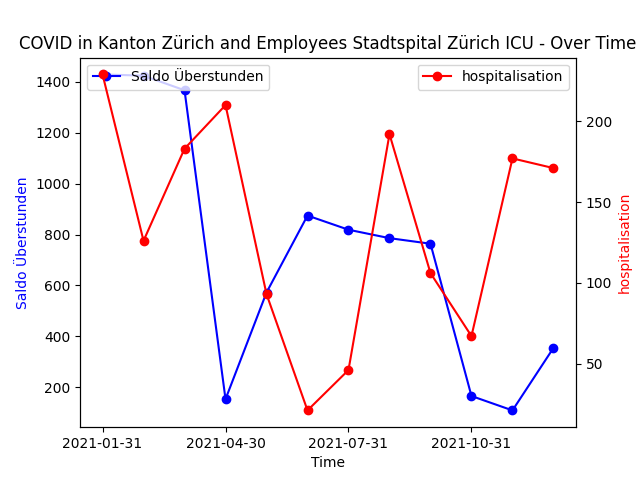 COVID in Kanton Zürich and Employees Stadtspital Zürich ICU - Over Time
Saldo Überstunden
hospitalisation
1400
1200
1000
800
600
400
200
Saldo Überstunden
200
150
100
50
hospitalisation
2021-01-31
2021-04-30
2021-07-31
2021-10-31
Time